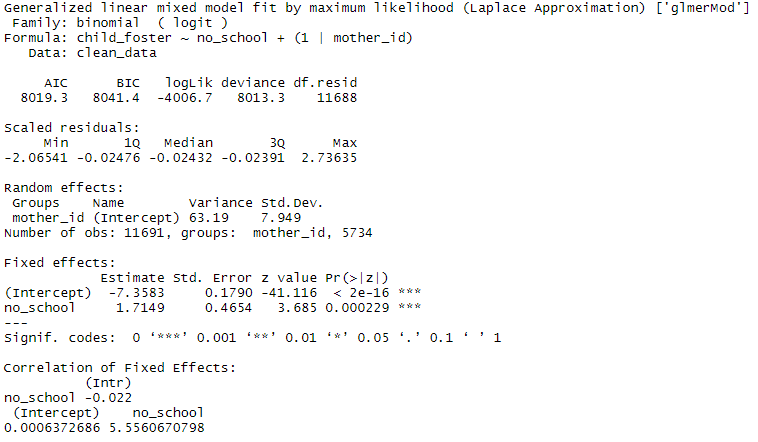 Generalized linear mixed model fit by maximum likelihood (Laplace Approximation) ['glmerMod']
Family: binomial  ( logit )
Formula: child_foster ~ no_school + (1 | mother_id)
Data: clean_data
AIC      BIC   logLik deviance df.resid
8019.3   8041.4  -4006.7   8013.3    11688
Scaled residuals:
Min       1Q   Median       3Q      Max
-2.06541 -0.02476 -0.02432 -0.02391  2.73635
Random effects:
Groups    Name        Variance Std.Dev.
mother_id (Intercept) 63.19    7.949
Number of obs: 11691, groups:  mother_id, 5734
Fixed effects:
Estimate Std. Error z value Pr(>|z|)
(Intercept)  -7.3583     0.1790 -41.116  < 2e-16 ***
no_school     1.7149     0.4654   3.685 0.000229 ***
---
Signif. codes:  0 ‘***’ 0.001 ‘**’ 0.01 ‘*’ 0.05 ‘.’ 0.1 ‘ ’ 1
Correlation of Fixed Effects:
(Intr)
no_school -0.022
(Intercept)    no_school
0.0006372686 5.5560670798